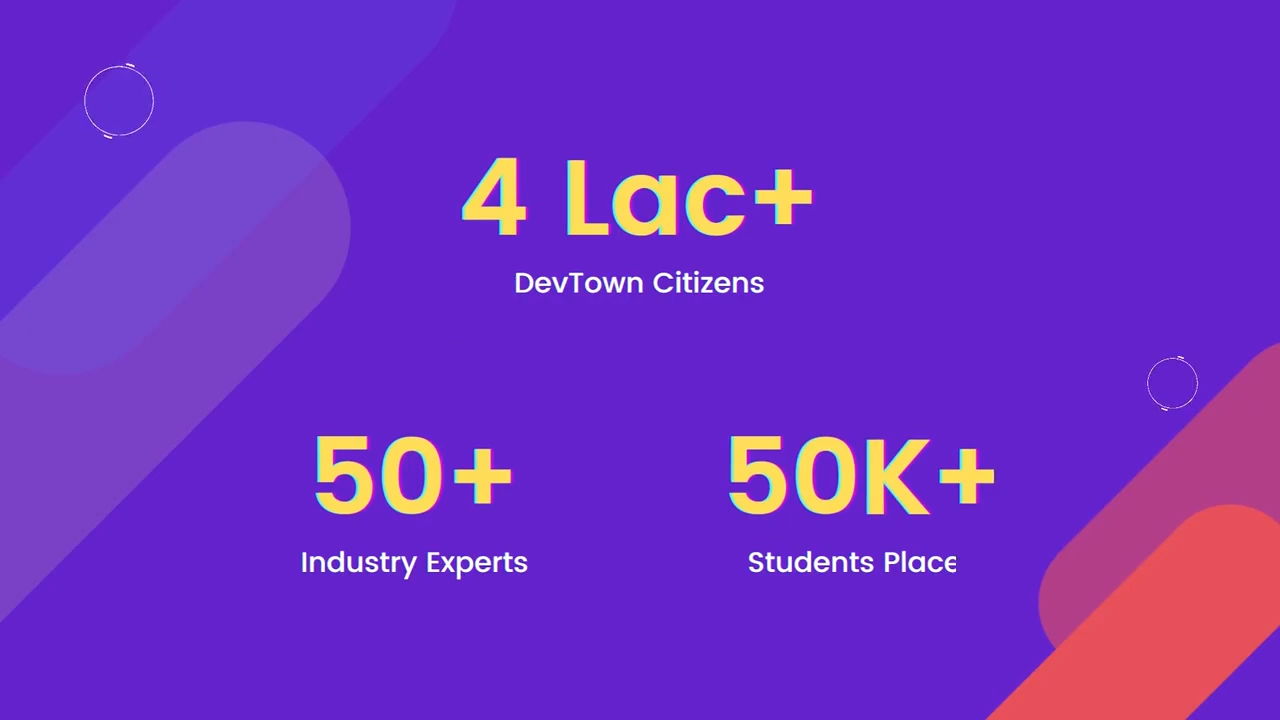 4 Lac+
DevTown Citizens
50+
Industry Experts
50K+
Students Place